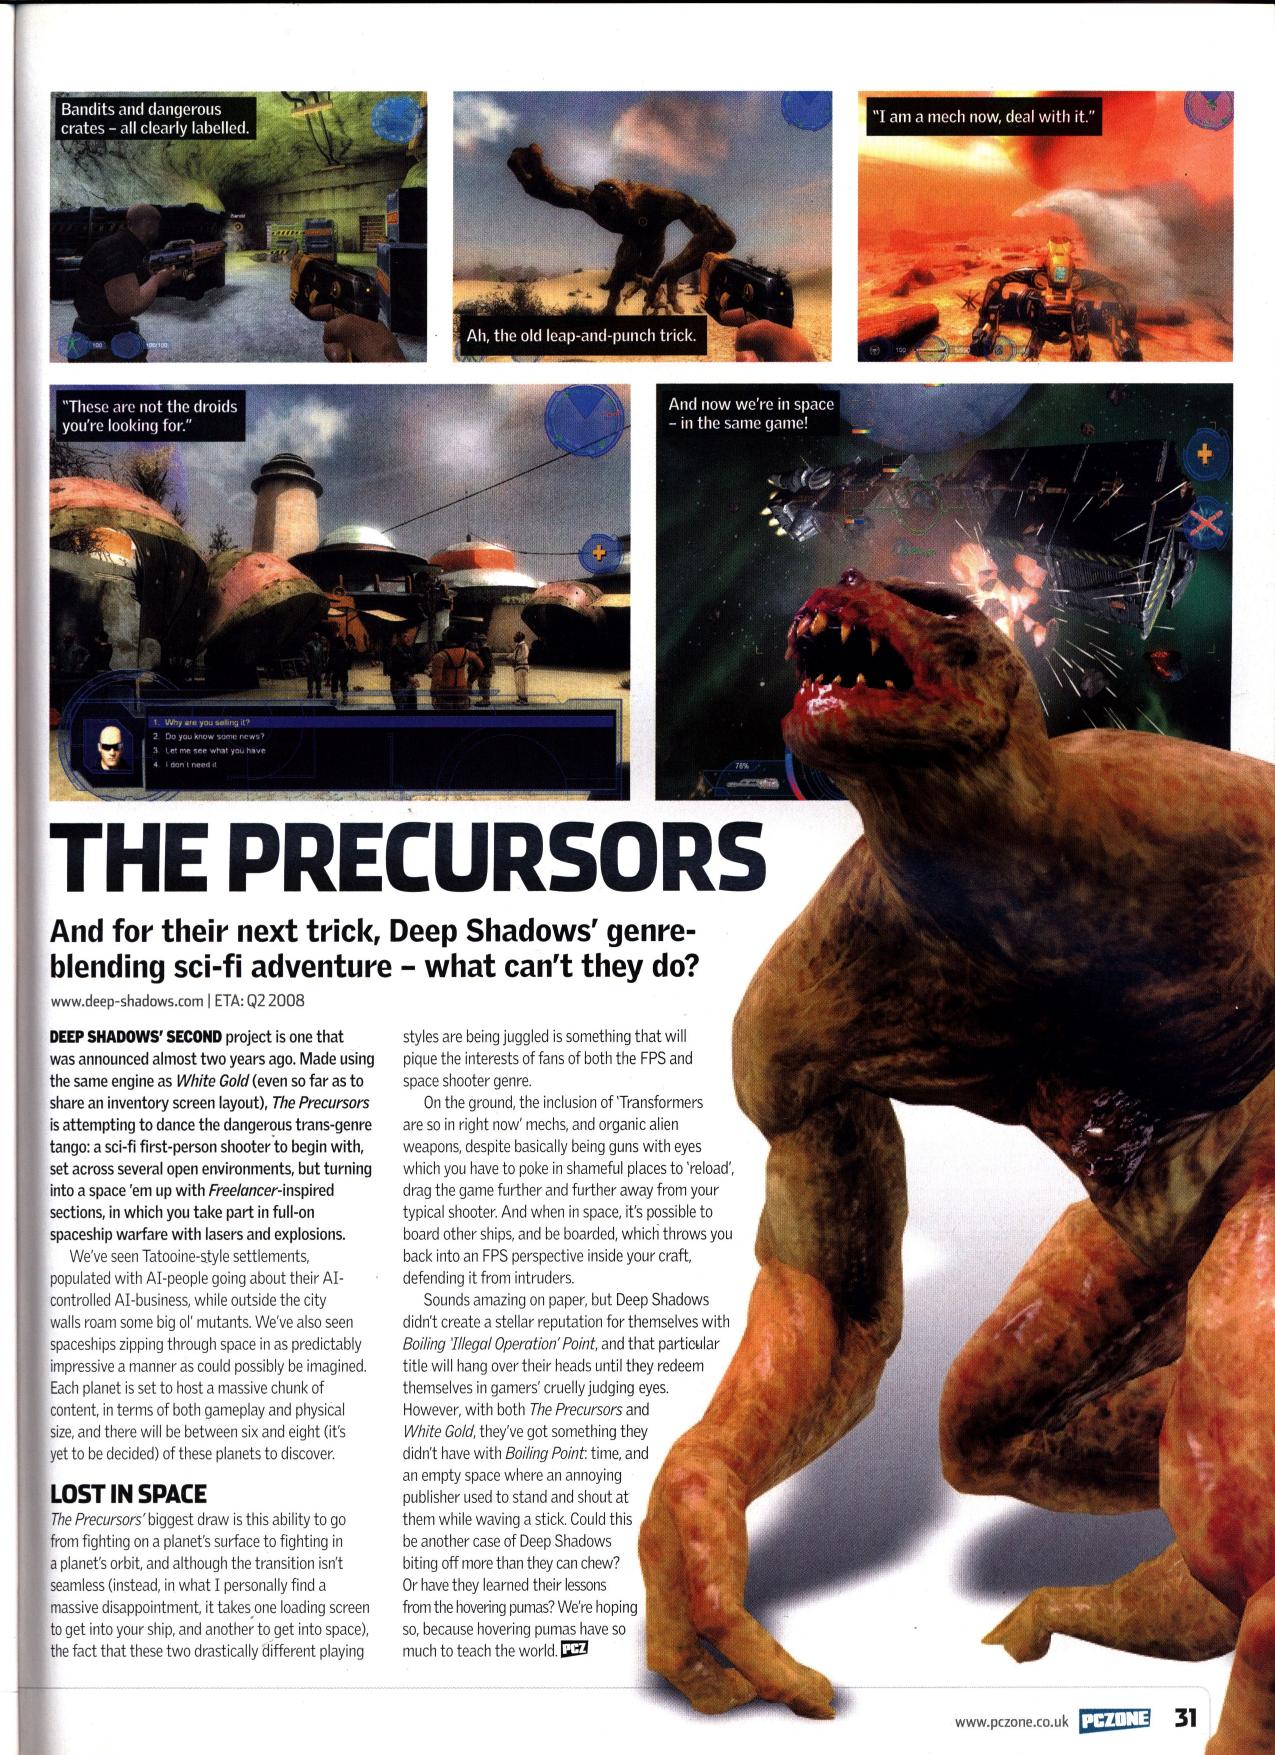 Bandits and dangerous
crates – all clearly labelled.
Bandit
100
100/100
Ah, the old leap-and-punch trick.
"I am a mech now, deal with it."
100
"These are not the droids
you're looking for."
1. Why are you selling it?
2. Do you know some news?
3. Let me see what you have
4. I don't need it
And now we're in space
– in the same game!
76%
THE PRECURSORS
And for their next trick, Deep Shadows' genre-
blending sci-fi adventure – what can't they do?
www.deep-shadows.com | ETA: Q2 2008
DEEP SHADOWS' SECOND project is one that
was announced almost two years ago. Made using
the same engine as White Gold (even so far as to
share an inventory screen layout), The Precursors
is attempting to dance the dangerous trans-genre
tango: a sci-fi first-person shooter to begin with,
set across several open environments, but turning
into a space 'em up with Freelancer-inspired
sections, in which you take part in full-on
spaceship warfare with lasers and explosions.
We've seen Tatooine-style settlements,
populated with AI-people going about their AI-
controlled AI-business, while outside the city
walls roam some big ol' mutants. We've also seen
spaceships zipping through space in as predictably
impressive a manner as could possibly be imagined.
Each planet is set to host a massive chunk of
content, in terms of both gameplay and physical
size, and there will be between six and eight (it's
yet to be decided) of these planets to discover.
LOST IN SPACE
The Precursors' biggest draw is this ability to go
from fighting on a planet's surface to fighting in
a planet's orbit, and although the transition isn't
seamless (instead, in what I personally find a
massive disappointment, it takes one loading screen
to get into your ship, and another to get into space),
the fact that these two drastically different playing
styles are being juggled is something that will
pique the interests of fans of both the FPS and
space shooter genre.
On the ground, the inclusion of 'Transformers
are so in right now' mechs, and organic alien
weapons, despite basically being guns with eyes
which you have to poke in shameful places to 'reload',
drag the game further and further away from your
typical shooter. And when in space, it's possible to
board other ships, and be boarded, which throws you
back into an FPS perspective inside your craft,
defending it from intruders.
Sounds amazing on paper, but Deep Shadows
didn't create a stellar reputation for themselves with
Boiling 'Illegal Operation' Point, and that particular
title will hang over their heads until they redeem
themselves in gamers' cruelly judging eyes.
However, with both The Precursors and
White Gold, they've got something they
didn't have with Boiling Point: time, and
an empty space where an annoying
publisher used to stand and shout at
them while waving a stick. Could this
be another case of Deep Shadows
biting off more than they can chew?
Or have they learned their lessons
from the hovering pumas? We're hoping
so, because hovering pumas have so
much to teach the world. PCZ
www.pczone.co.uk PCZONE 31